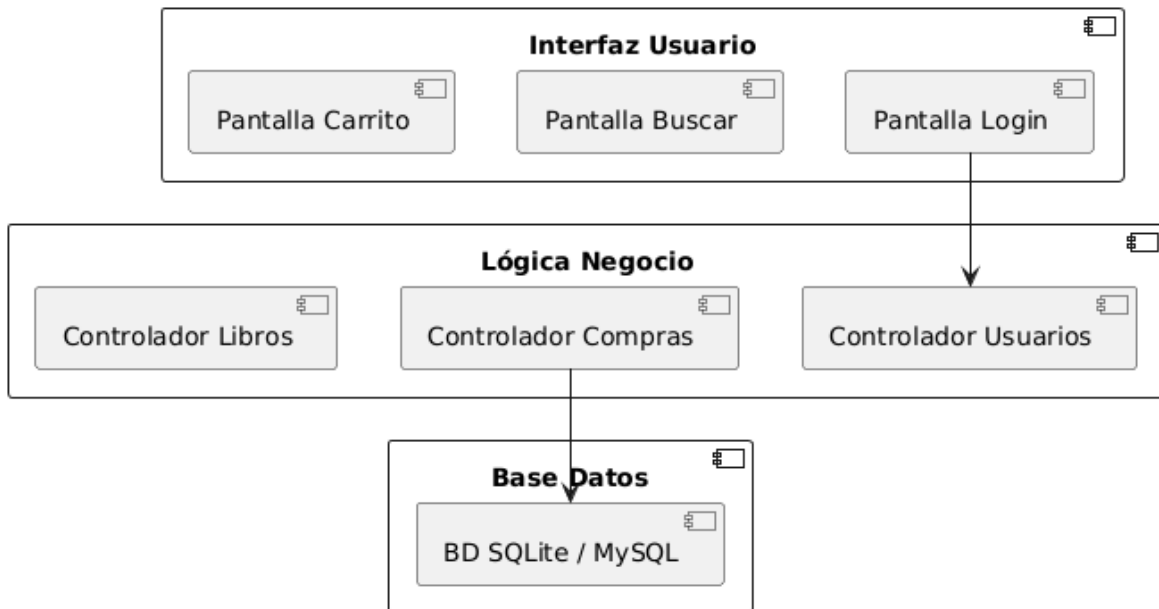 Interfaz Usuario
Pantalla Carrito
Pantalla Buscar
Pantalla Login
Lógica Negocio
Controlador Libros
Controlador Compras
Controlador Usuarios
Base Datos
BD SQLite / MySQL